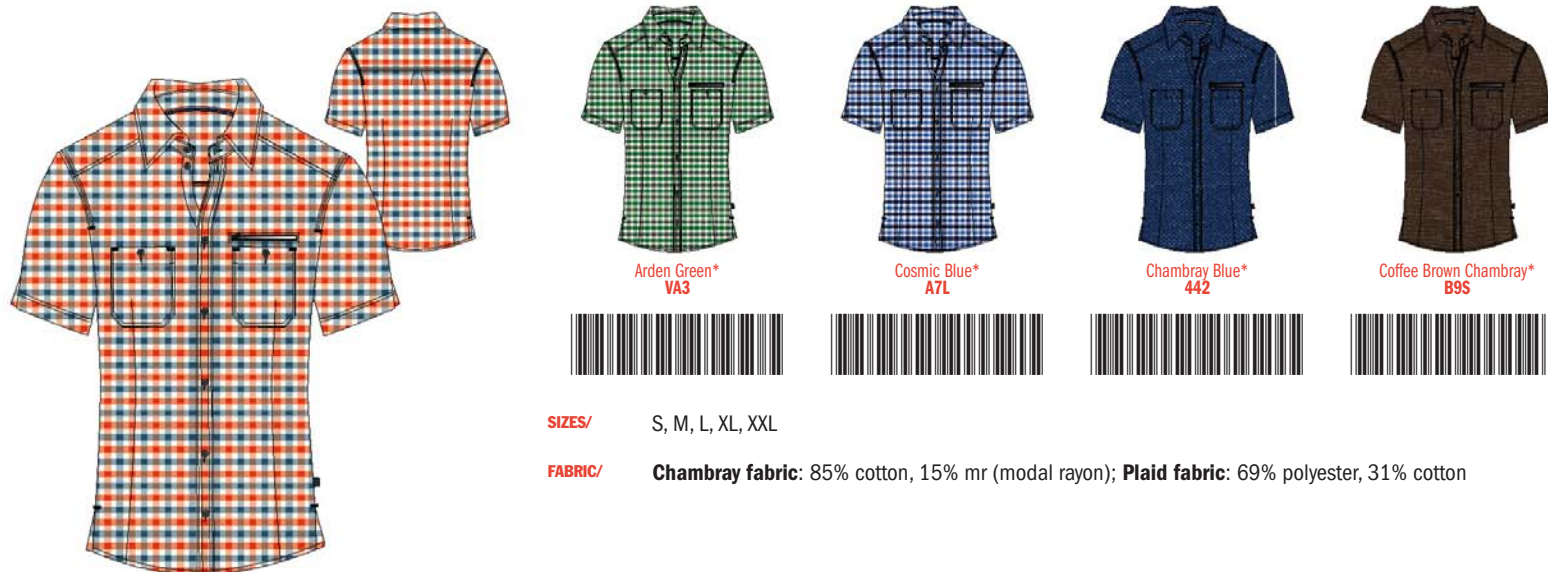 Arden Green*
VA3
Cosmic Blue*
A7L
Chambray Blue*
442
Coffee Brown Chambray*
B9S
SIZES/ S, M, L, XL, XXL
FABRIC/ Chambray fabric: 85% cotton, 15% mr (modal rayon); Plaid fabric: 69% polyester, 31% cotton